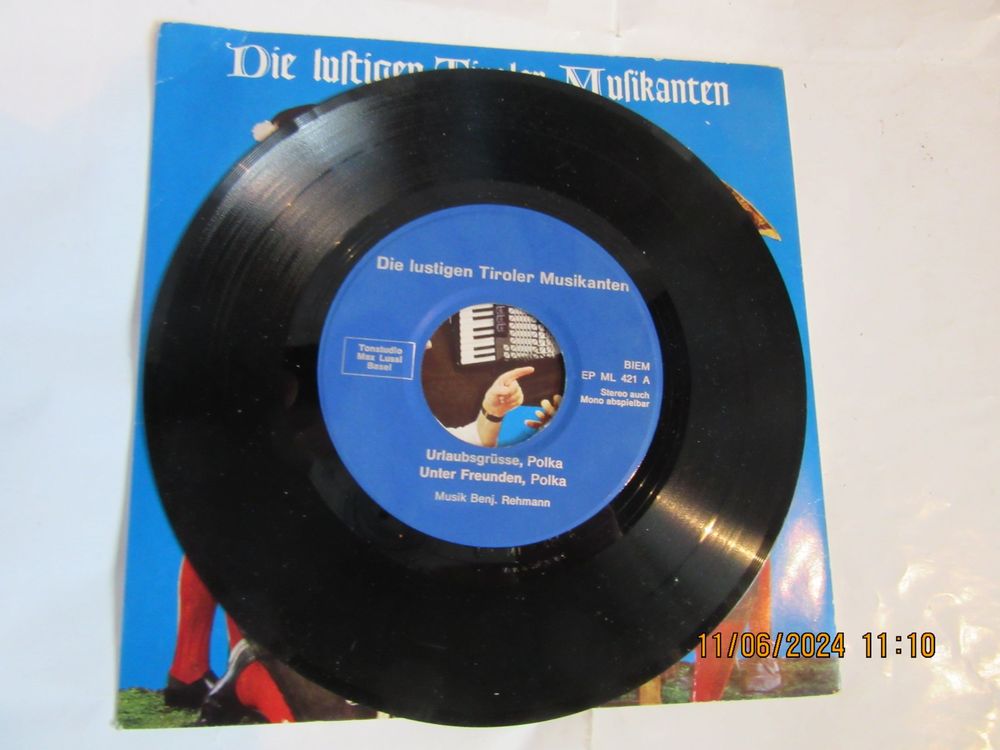 Die lustigen Tiroler Musikanten
Die lustigen Tiroler Musikanten
Tonstudio
Max Lussi
Basel
BIEM
EP ML 421 A
Stereo auch
Mono abspielbar
Urlaubsgrüsse, Polka
Unter Freunden, Polka
Musik Benj. Rehmann
11/06/2024 11:10